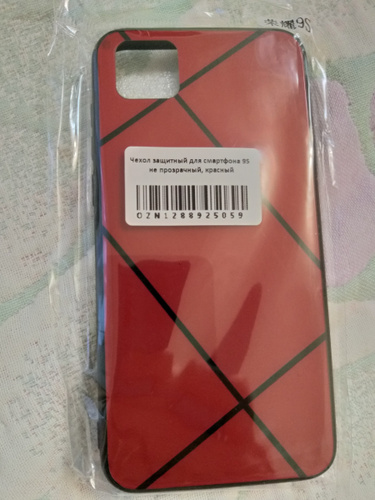 Чехол защитный для смартфона 9S
не прозрачный, красный
OZN1288925059